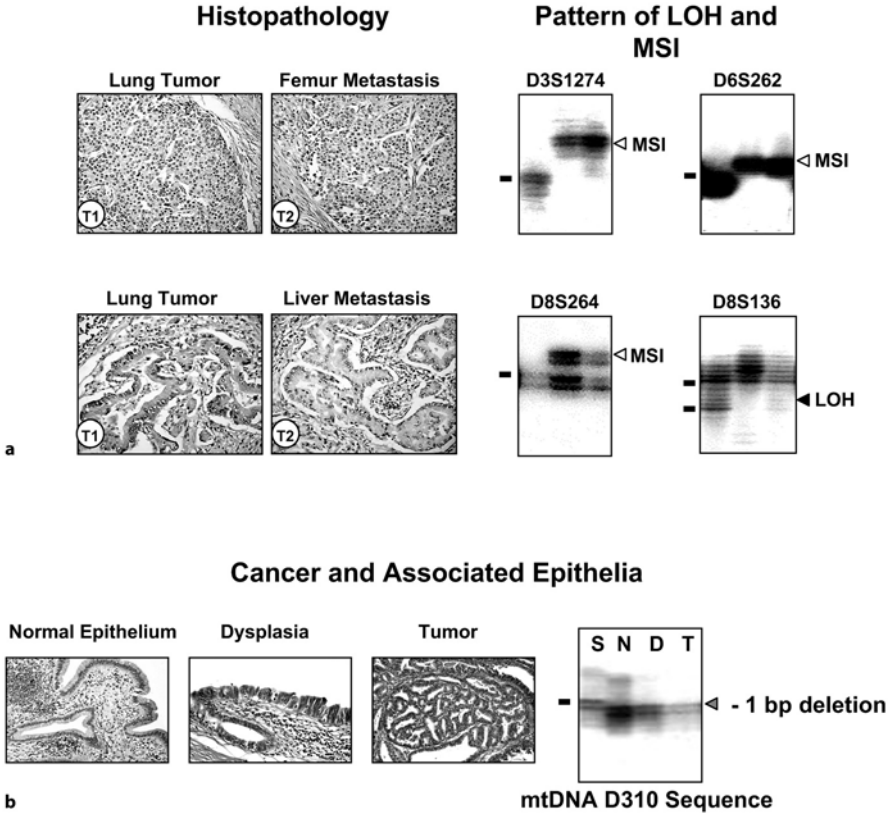 Histopathology
Pattern of LOH and
MSI
Lung Tumor
Femur Metastasis
D3S1274
D6S262
MSI
MSI
T1
T2
Lung Tumor
Liver Metastasis
D8S264
D8S136
MSI
LOH
T1
T2
a
Cancer and Associated Epithelia
Normal Epithelium
Dysplasia
Tumor
S N D T
- 1 bp deletion
mtDNA D310 Sequence
b